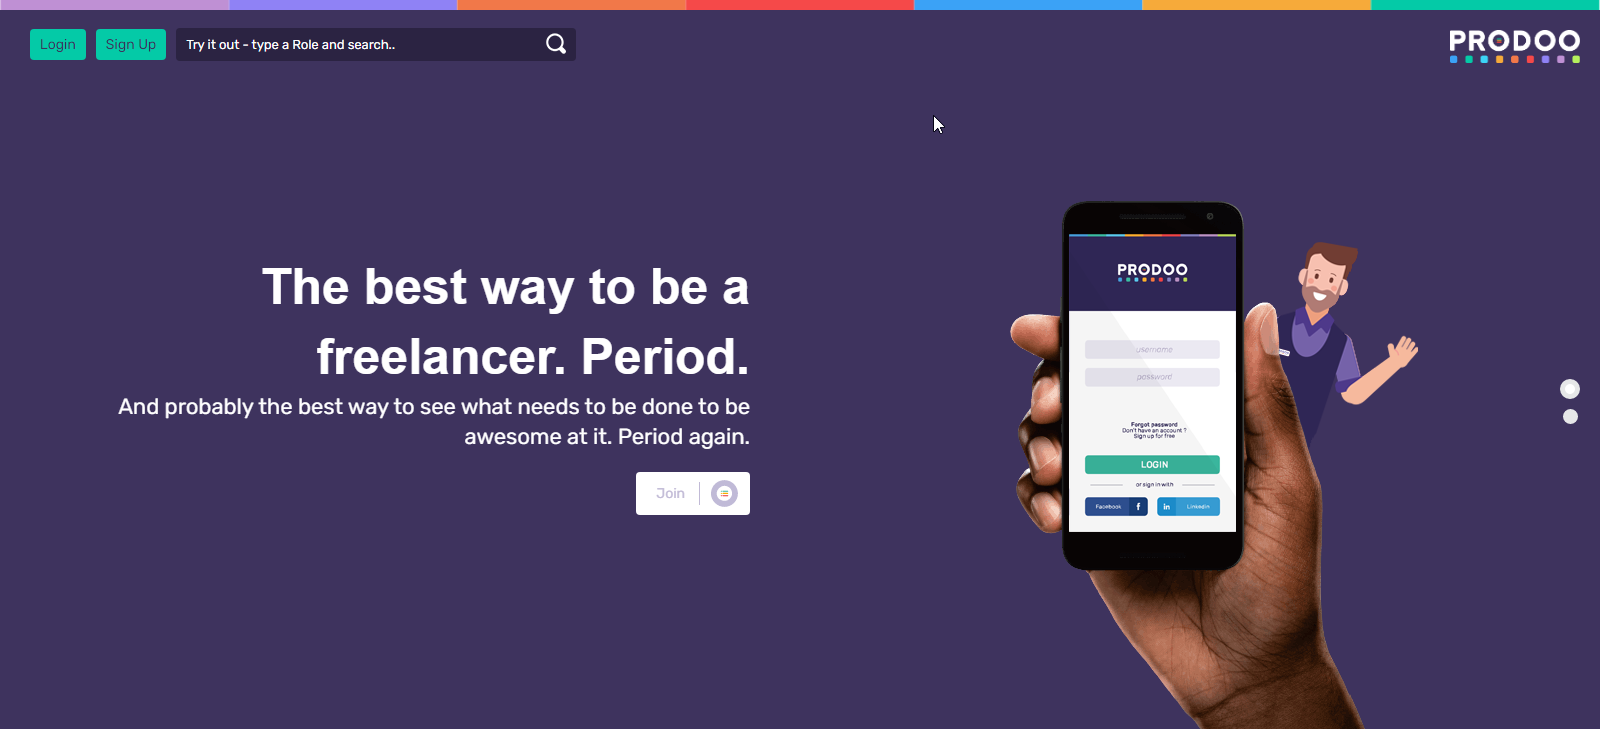 Login
Sign Up
Try it out - type a Role and search..
PRODOO
The best way to be a
freelancer. Period.
And probably the best way to see what needs to be done to be
awesome at it. Period again.
Join
PRODOO
username
password
Forgot password
Don't have an account ?
Sign up for free
LOGIN
or sign in with
Facebook f
in Linkedin